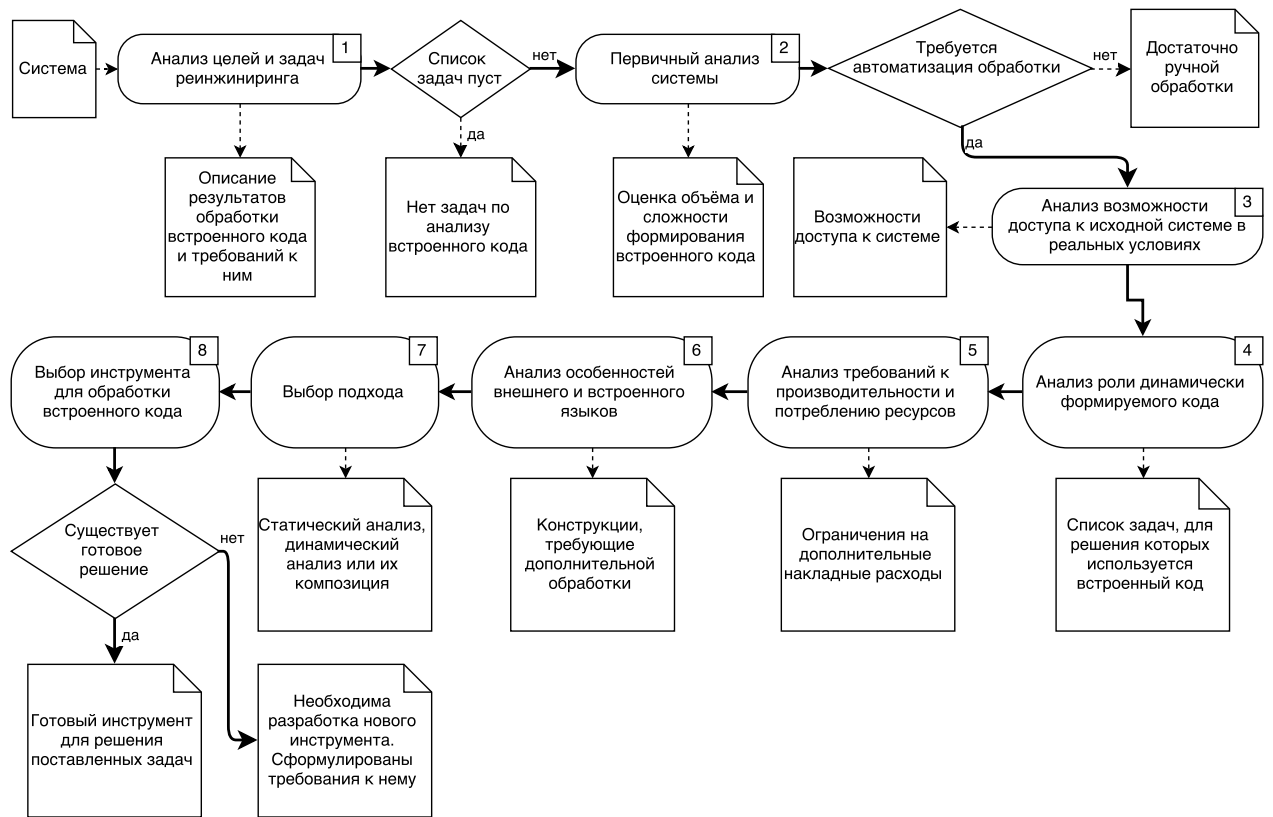 Система
Анализ целей и задач
реинжиниринга
1
Список
задач пуст
нет
Первичный анализ
системы
2
Требуется
автоматизация обработки
нет
Достаточно
ручной
обработки
да
да
Описание
результатов
обработки
встроенного кода
и требований к
ним
Нет задач по
анализу
встроенного кода
Оценка объёма и
сложности
формирования
встроенного кода
Возможности
доступа к системе
Анализ возможности
доступа к исходной системе в
реальных условиях
3
Выбор инструмента
для обработки
встроенного кода
8
Выбор подхода
7
Анализ особенностей
внешнего и встроенного
языков
6
Анализ требований к
производительности и
потреблению ресурсов
5
Анализ роли динамически
формируемого кода
4
Существует
готовое
решение
нет
Статический анализ,
динамический
анализ или их
композиция
Конструкции,
требующие
дополнительной
обработки
Ограничения на
дополнительные
накладные расходы
Список задач, для
решения которых
используется
встроенный код
да
Готовый инструмент
для решения
поставленных задач
Необходима
разработка нового
инструмента.
Сформулированы
требования к нему